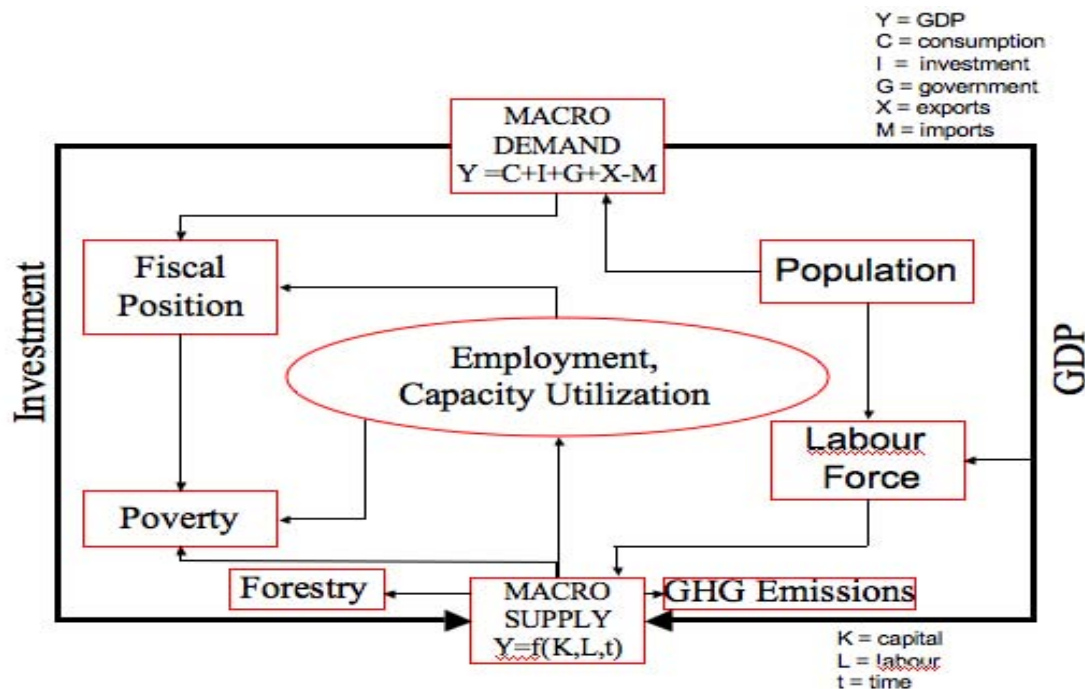 Y = GDP
C = consumption
I = investment
G = government
X = exports
M = imports
MACRO
DEMAND
Y =C+I+G+X-M
Investment
Fiscal
Position
Population
GDP
Employment,
Capacity Utilization
Labour
Force
Poverty
Forestry
MACRO
SUPPLY
Y=f(K,L,t)
GHG Emissions
K = capital
L = labour
t = time